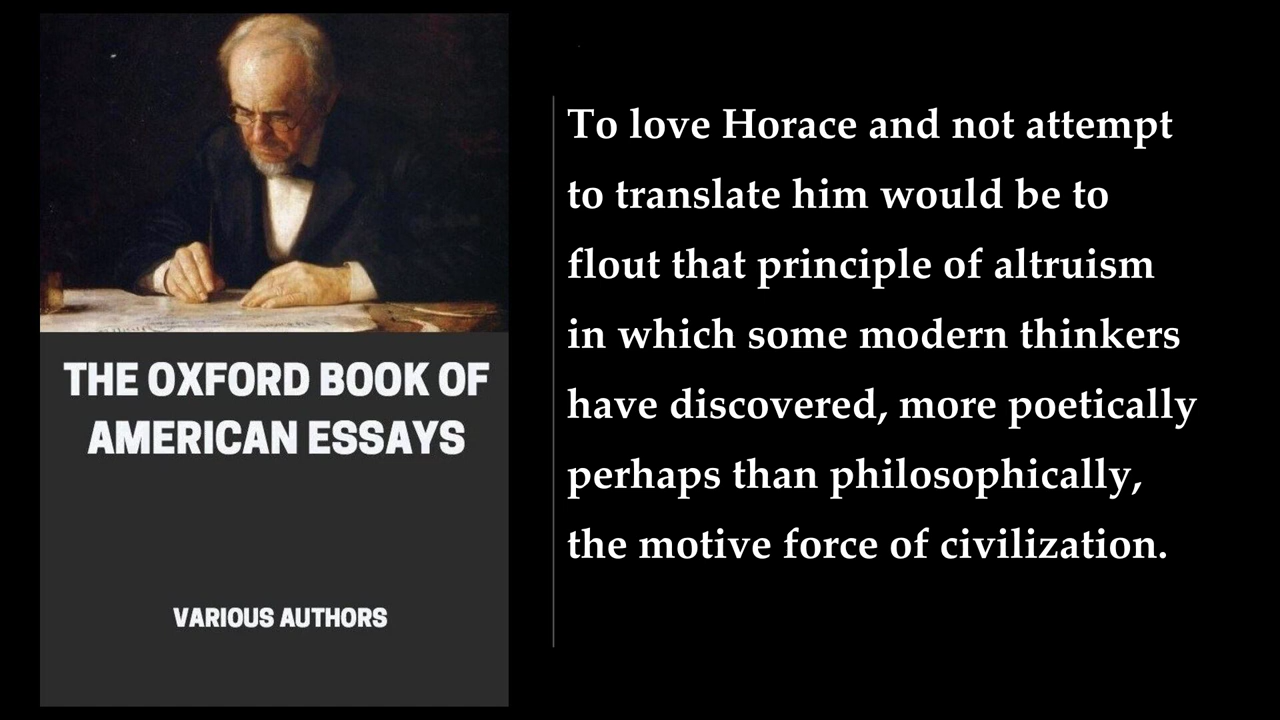 THE OXFORD BOOK OF
AMERICAN ESSAYS
VARIOUS AUTHORS
To love Horace and not attempt
to translate him would be to
flout that principle of altruism
in which some modern thinkers
have discovered, more poetically
perhaps than philosophically,
the motive force of civilization.